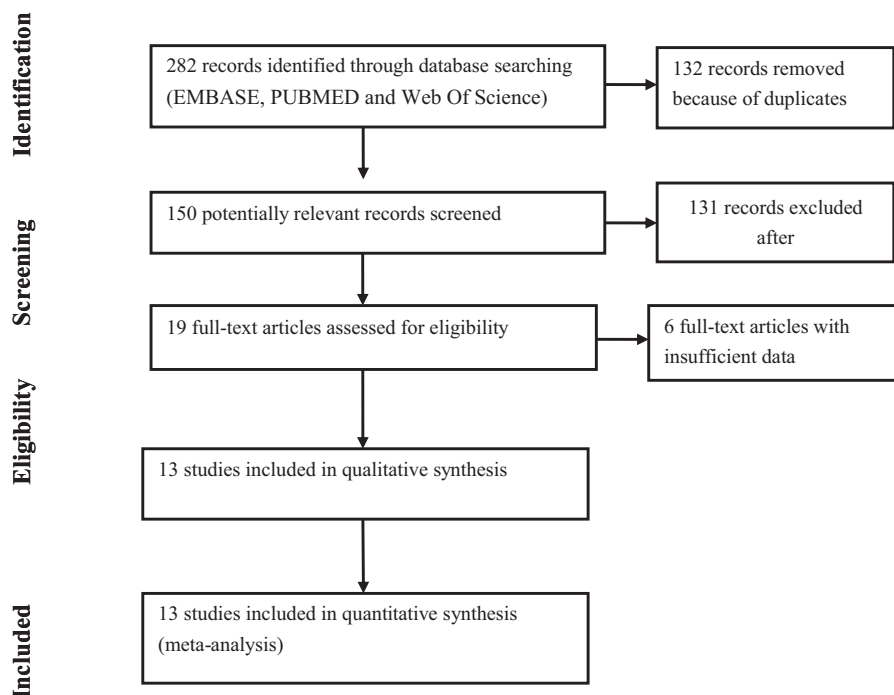 Identification
282 records identified through database searching
(EMBASE, PUBMED and Web Of Science)
132 records removed
because of duplicates
Screening
150 potentially relevant records screened
131 records excluded
after
19 full-text articles assessed for eligibility
6 full-text articles with
insufficient data
Eligibility
13 studies included in qualitative synthesis
Included
13 studies included in quantitative synthesis
(meta-analysis)